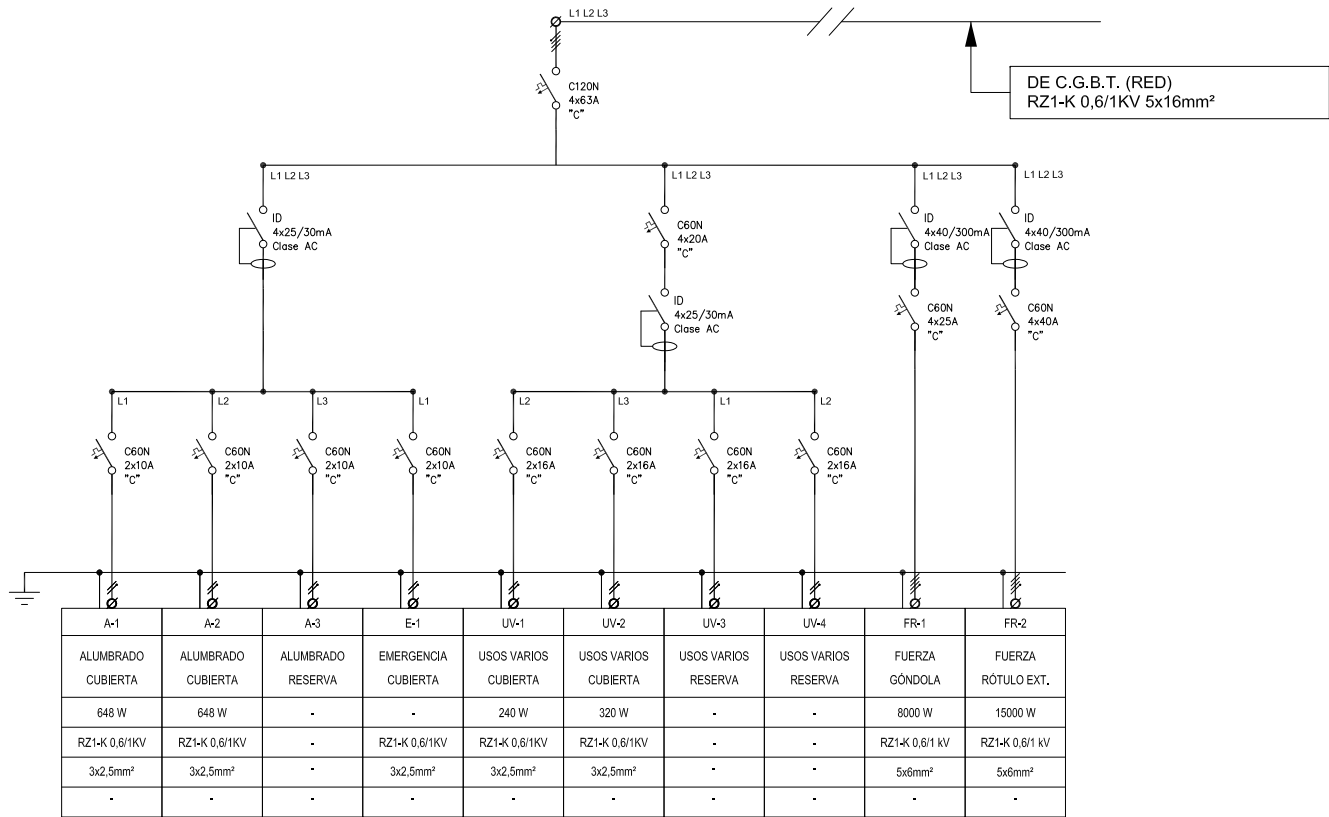 L1 L2 L3
DE C.G.B.T. (RED)
RZ1-K 0,6/1KV 5x16mm²
C120N
4x63A
"C"
L1 L2 L3
L1 L2 L3
L1 L2 L3
L1 L2 L3
ID
4x25/30mA
Clase AC
C60N
4x20A
"C"
ID
4x40/300mA
Clase AC
ID
4x40/300mA
Clase AC
ID
4x25/30mA
Clase AC
C60N
4x25A
"C"
C60N
4x40A
"C"
L1
L2
L3
L1
L2
L3
L1
L2
C60N
2x10A
"C"
C60N
2x10A
"C"
C60N
2x10A
"C"
C60N
2x10A
"C"
C60N
2x16A
"C"
C60N
2x16A
"C"
C60N
2x16A
"C"
C60N
2x16A
"C"
A-1 A-2 A-3 E-1 UV-1 UV-2 UV-3 UV-4 FR-1 FR-2
ALUMBRADO ALUMBRADO ALUMBRADO EMERGENCIA USOS VARIOS USOS VARIOS USOS VARIOS USOS VARIOS FUERZA FUERZA
CUBIERTA CUBIERTA RESERVA CUBIERTA CUBIERTA CUBIERTA RESERVA RESERVA GÓNDOLA RÓTULO EXT.
648 W 648 W - - 240 W 320 W - - 8000 W 15000 W
RZ1-K 0,6/1KV RZ1-K 0,6/1KV - RZ1-K 0,6/1KV RZ1-K 0,6/1KV RZ1-K 0,6/1KV - - RZ1-K 0,6/1 kV RZ1-K 0,6/1 kV
3x2,5mm² 3x2,5mm² - 3x2,5mm² 3x2,5mm² 3x2,5mm² - - 5x6mm² 5x6mm²
- - - - - - - - - -